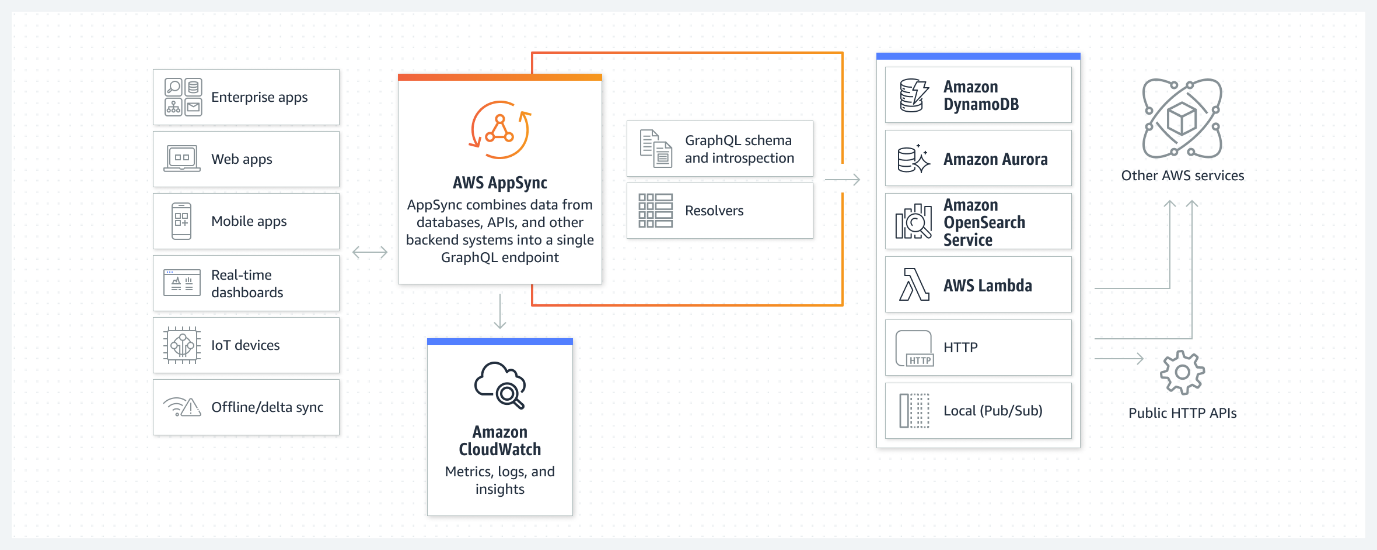 Enterprise apps
Web apps
Mobile apps
Real-time
dashboards
IoT devices
Offline/delta sync
AWS AppSync
AppSync combines data from
databases, APIs, and other
backend systems into a single
GraphQL endpoint
Amazon
CloudWatch
Metrics, logs, and
insights
GraphQL schema
and introspection
Resolvers
Amazon
DynamoDB
Amazon Aurora
Amazon
OpenSearch
Service
AWS Lambda
HTTP
HTTP
Local (Pub/Sub)
Other AWS services
Public HTTP APIs